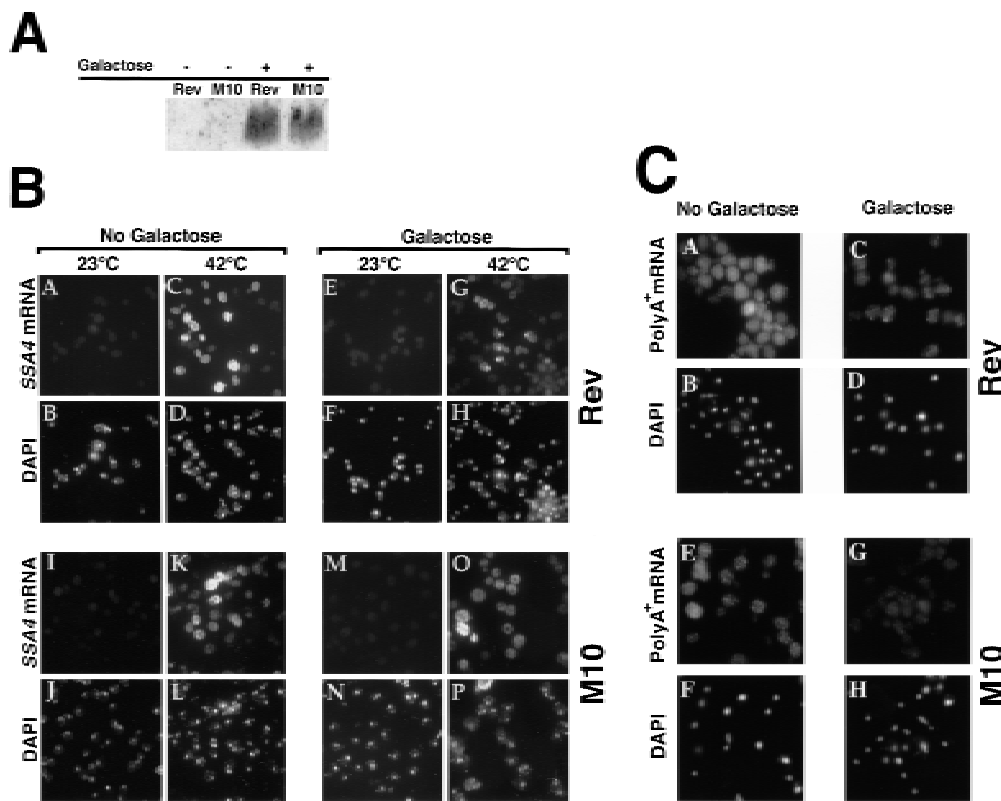 A
Galactose - - + +
Rev M10 Rev M10
B
No Galactose Galactose
23°C 42°C 23°C 42°C
SSA4 mRNA A C E G
DAPI B D F H
Rev
SSA4 mRNA I K M O
DAPI J L N P
M10
C
No Galactose Galactose
PolyA+mRNA A C
DAPI B D
Rev
PolyA+mRNA E G
DAPI F H
M10